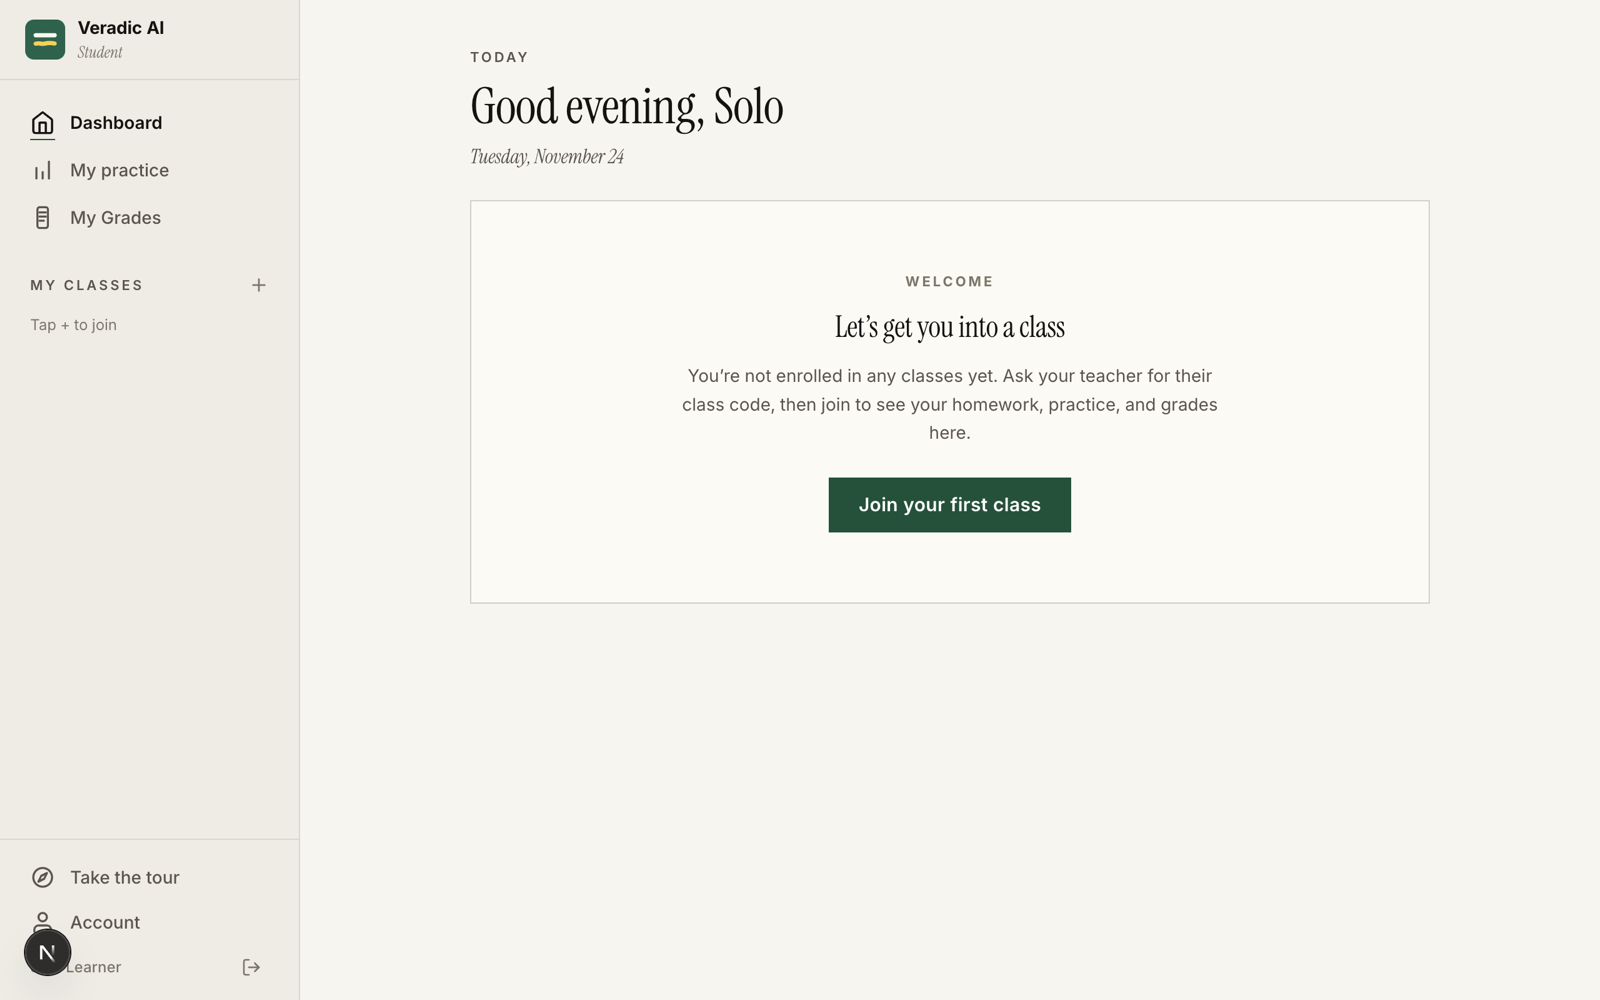 Veradic AI
Student
Dashboard
My practice
My Grades
MY CLASSES
Tap + to join
Take the tour
Account
N
Learner
TODAY
Good evening, Solo
Tuesday, November 24
WELCOME
Let’s get you into a class
You’re not enrolled in any classes yet. Ask your teacher for their
class code, then join to see your homework, practice, and grades
here.
Join your first class